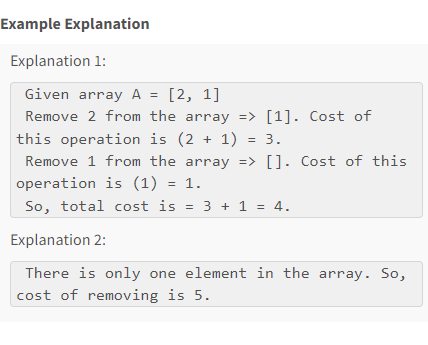 Example Explanation
Explanation 1:
Given array A = [2, 1]
Remove 2 from the array => [1]. Cost of
this operation is (2 + 1) = 3.
Remove 1 from the array => []. Cost of this
operation is (1) = 1.
So, total cost is = 3 + 1 = 4.
Explanation 2:
There is only one element in the array. So,
cost of removing is 5.